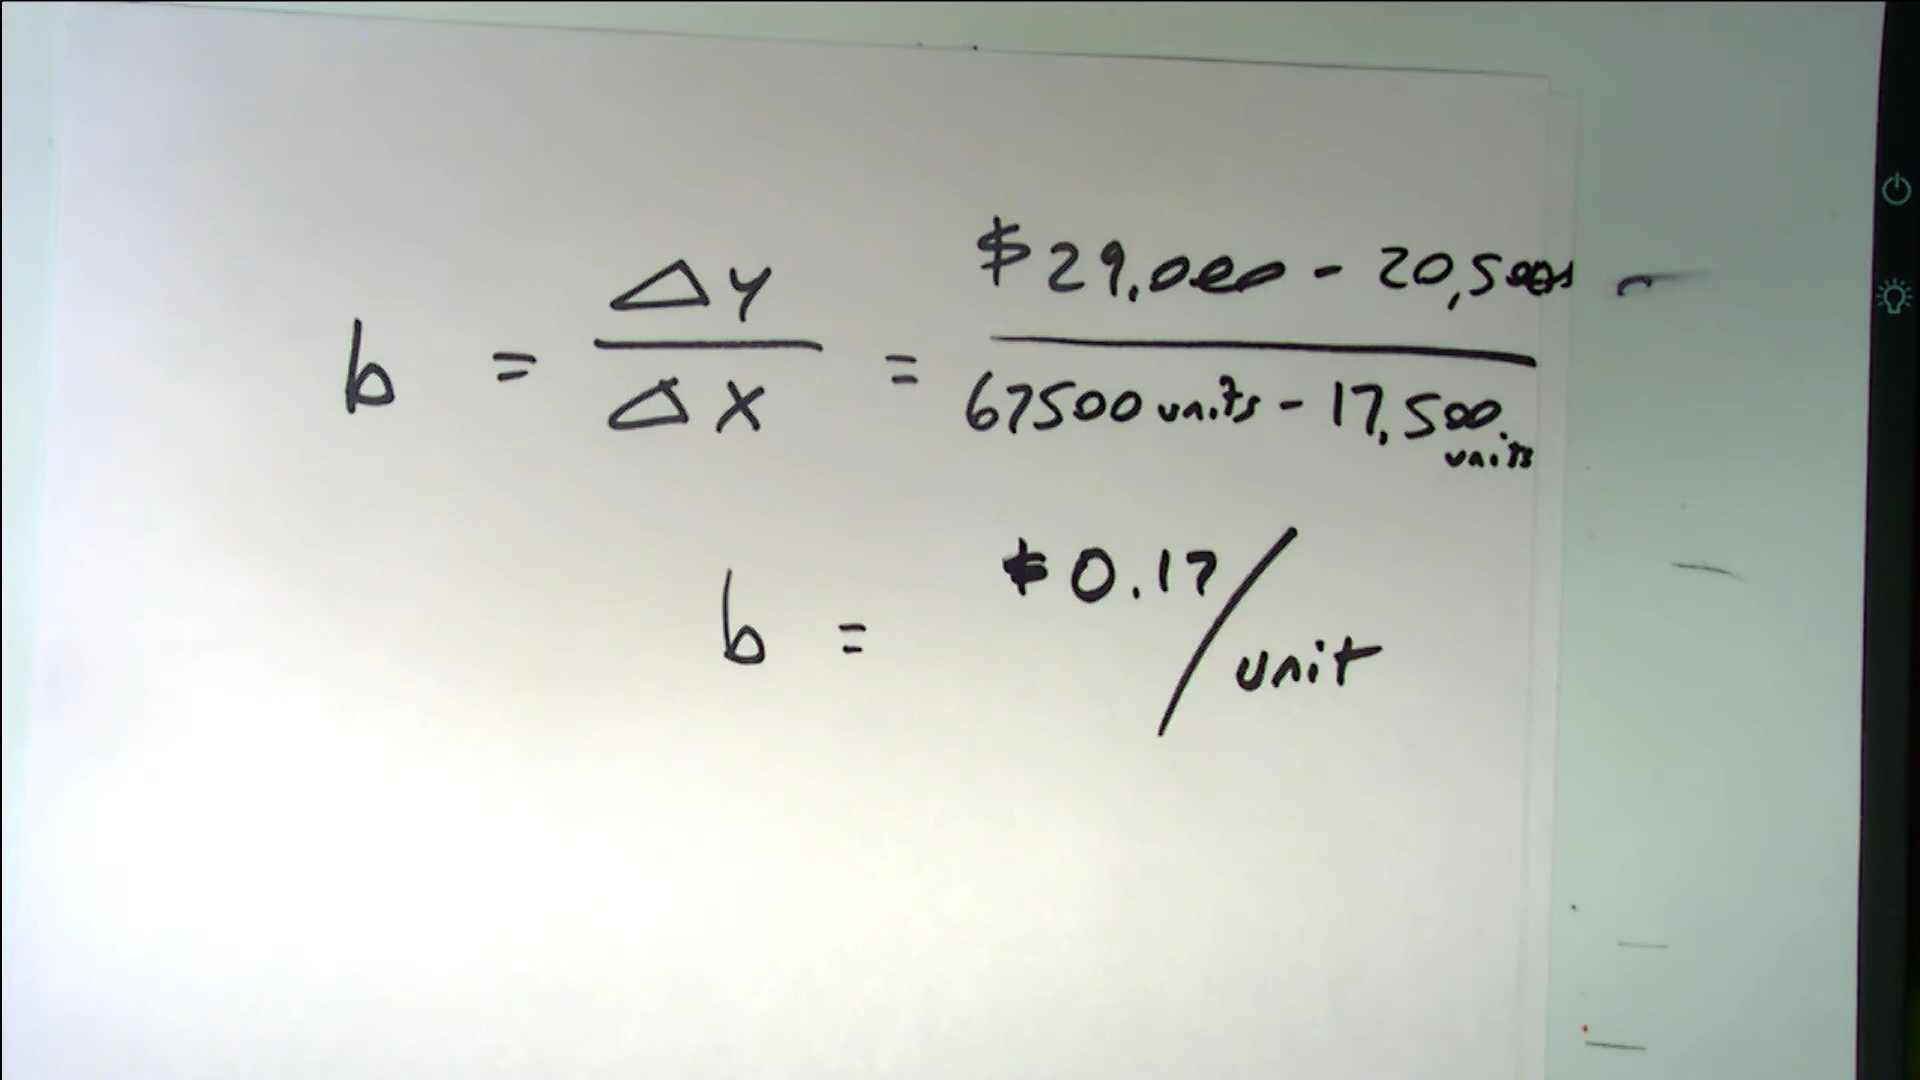 b = ΔY / ΔX = $29,000 - 20,500 / 67500 units - 17,500 units
b = $0.17 / unit